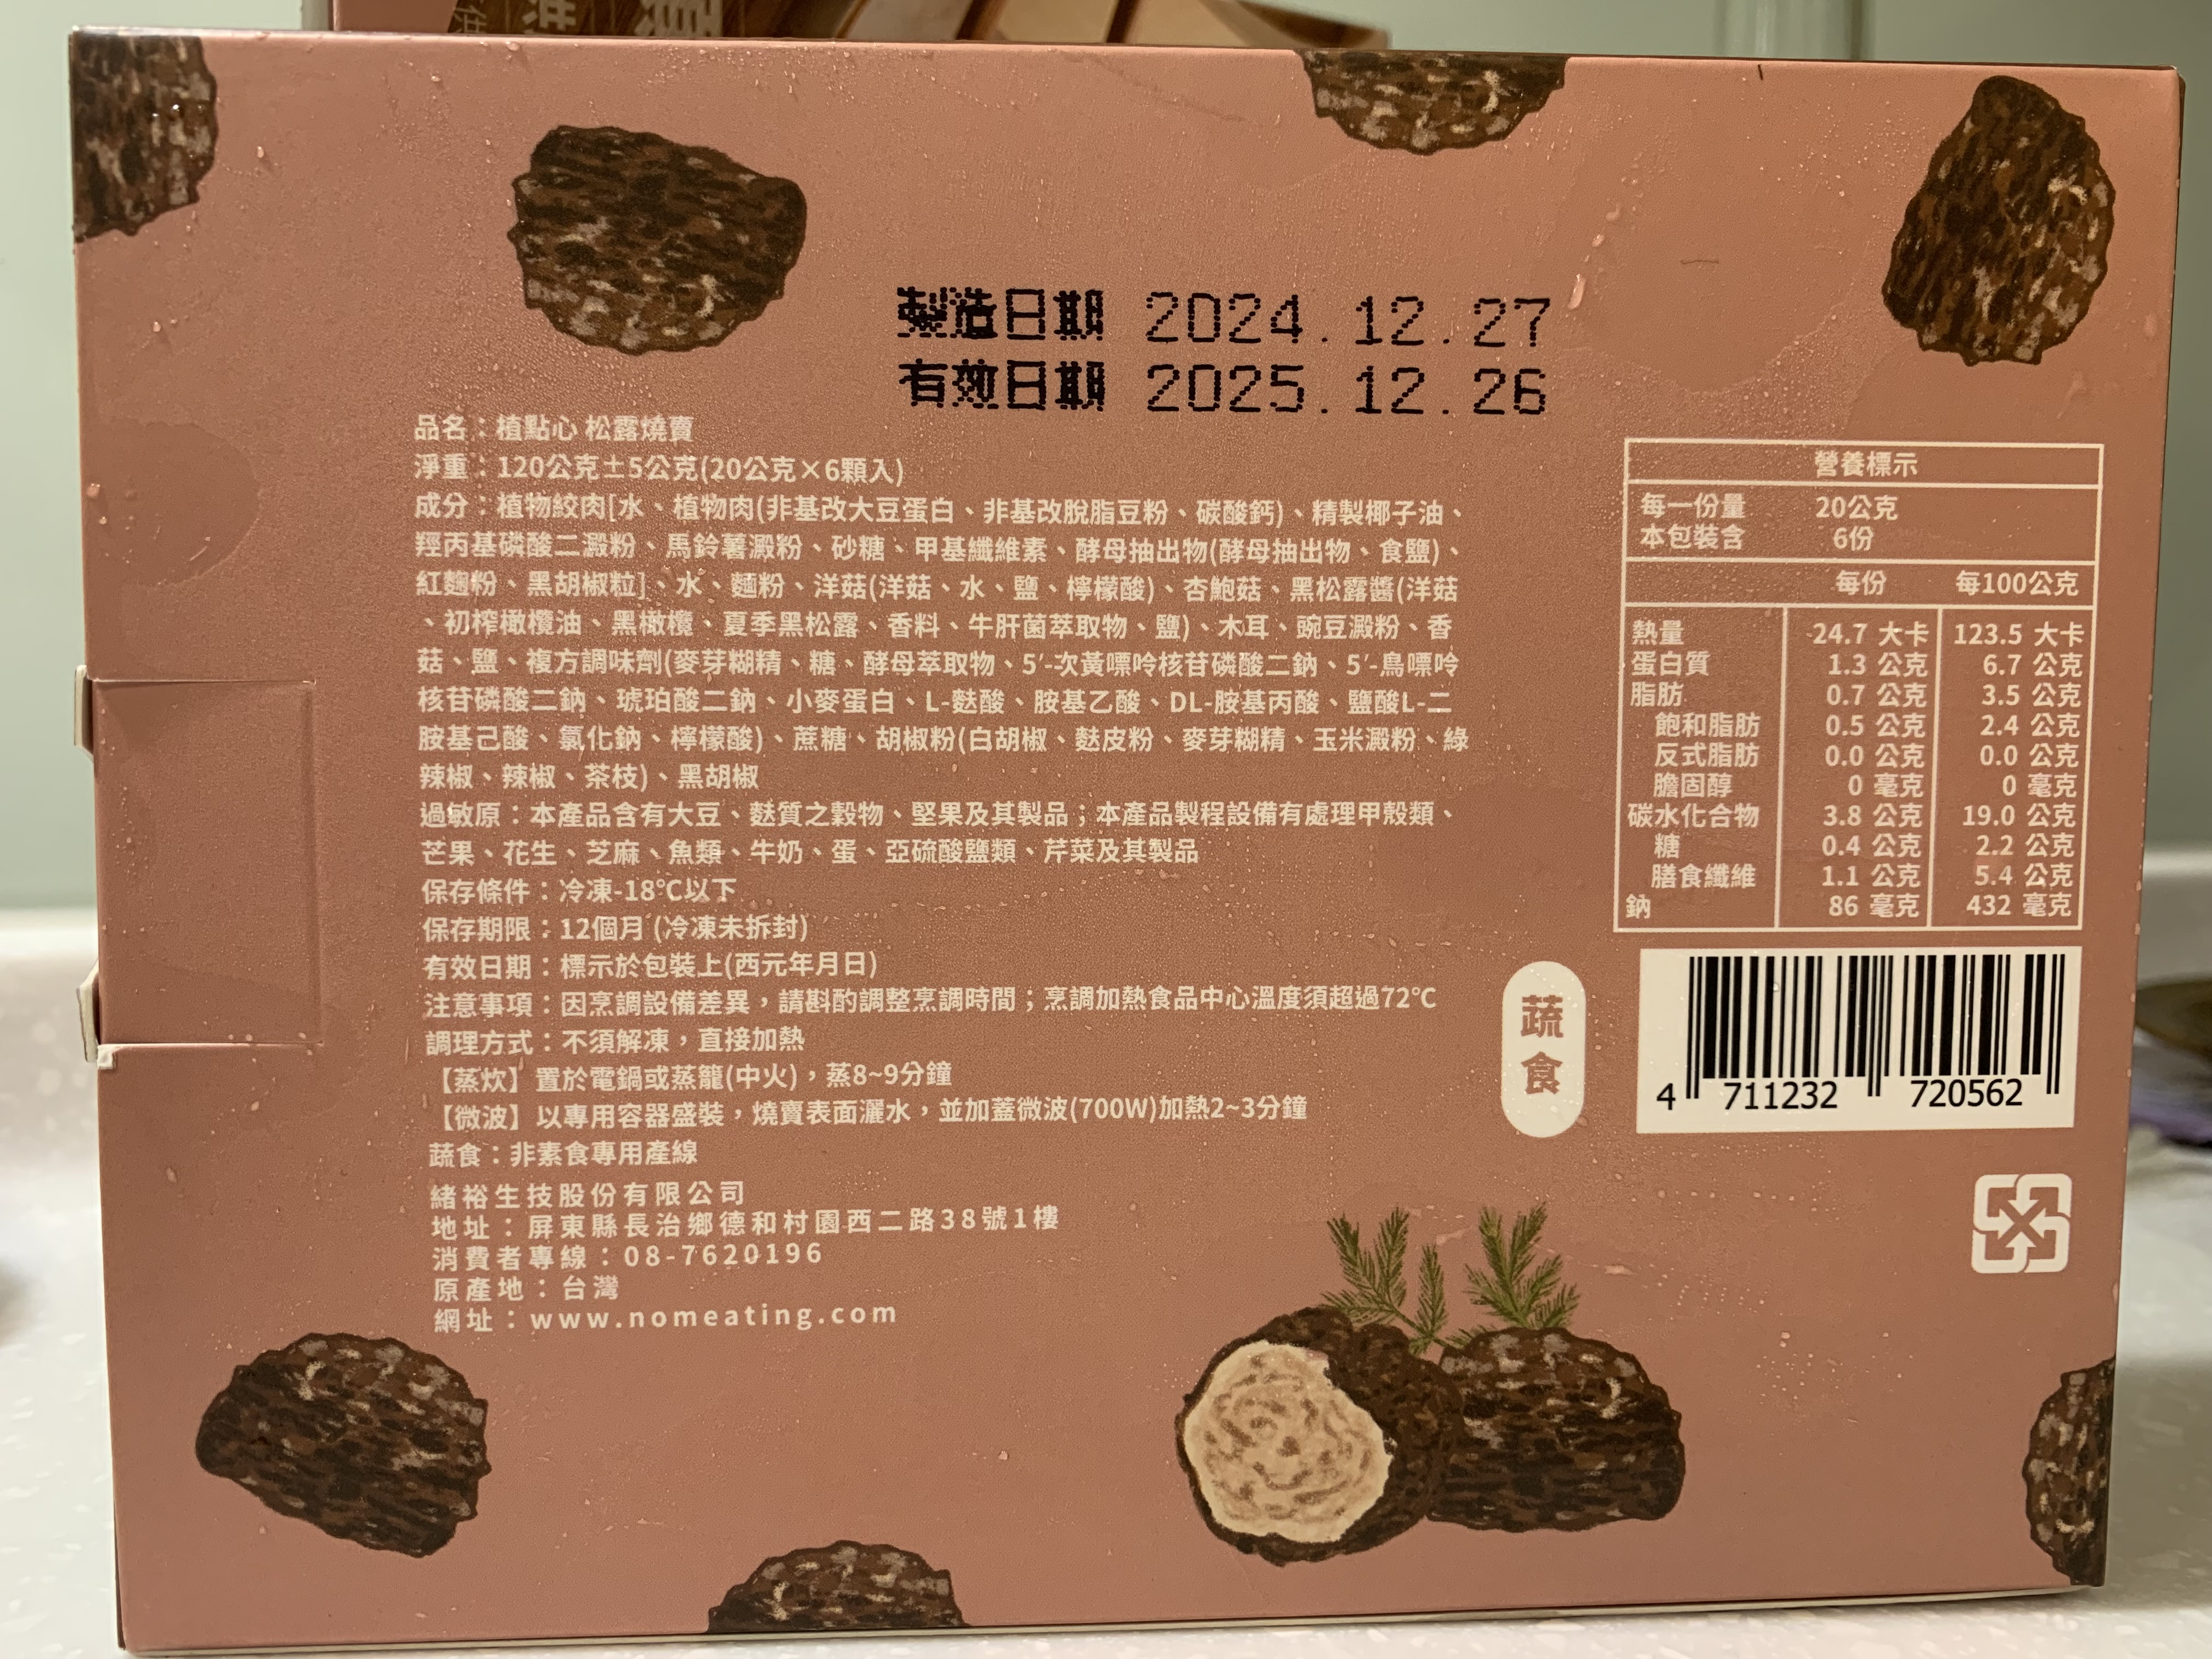 製造日期 2024.12.27
有效日期 2025.12.26
品名：植點心 松露燒賣
淨重：120公克±5公克(20公克×6顆入)
成分：植物絞肉[水、植物肉(非基改大豆蛋白、非基改脫脂豆粉、碳酸鈣)、精製椰子油、
羥丙基磷酸二澱粉、馬鈴薯澱粉、砂糖、甲基纖維素、酵母抽出物(酵母抽出物、食鹽)、
紅麴粉、黑胡椒粒]、水、麵粉、洋菇(洋菇、水、鹽、檸檬酸)、杏鮑菇、黑松露醬(洋菇
、初榨橄欖油、黑橄欖、夏季黑松露、香料、牛肝菌萃取物、鹽)、木耳、豌豆澱粉、香
菇、鹽、複方調味劑(麥芽糊精、糖、酵母萃取物、5′-次黃嘌呤核苷磷酸二鈉、5′-鳥嘌呤
核苷磷酸二鈉、琥珀酸二鈉、小麥蛋白、L-麩酸、胺基乙酸、DL-胺基丙酸、鹽酸L-二
胺基己酸、氯化鈉、檸檬酸)、蔗糖、胡椒粉(白胡椒、麩皮粉、麥芽糊精、玉米澱粉、綠
辣椒、辣椒、茶枝)、黑胡椒
過敏原：本產品含有大豆、麩質之穀物、堅果及其製品；本產品製程設備有處理甲殼類、
芒果、花生、芝麻、魚類、牛奶、蛋、亞硫酸鹽類、芹菜及其製品
保存條件：冷凍-18℃以下
保存期限：12個月 (冷凍未拆封)
有效日期：標示於包裝上(西元年月日)
注意事項：因烹調設備差異，請斟酌調整烹調時間；烹調加熱食品中心溫度須超過72℃
調理方式：不須解凍，直接加熱
【蒸炊】置於電鍋或蒸籠(中火)，蒸8~9分鐘
【微波】以專用容器盛裝，燒賣表面灑水，並加蓋微波(700W)加熱2~3分鐘
蔬食：非素食專用產線
緒裕生技股份有限公司
地址：屏東縣長治鄉德和村園西二路38號1樓
消費者專線：08-7620196
原產地：台灣
網址：www.nomeating.com
營養標示
每一份量 20公克
本包裝含 6份
每份 每100公克
熱量 24.7 大卡 123.5 大卡
蛋白質 1.3 公克 6.7 公克
脂肪 0.7 公克 3.5 公克
飽和脂肪 0.5 公克 2.4 公克
反式脂肪 0.0 公克 0.0 公克
膽固醇 0 毫克 0 毫克
碳水化合物 3.8 公克 19.0 公克
糖 0.4 公克 2.2 公克
膳食纖維 1.1 公克 5.4 公克
鈉 86 毫克 432 毫克
蔬食
4 711232 720562